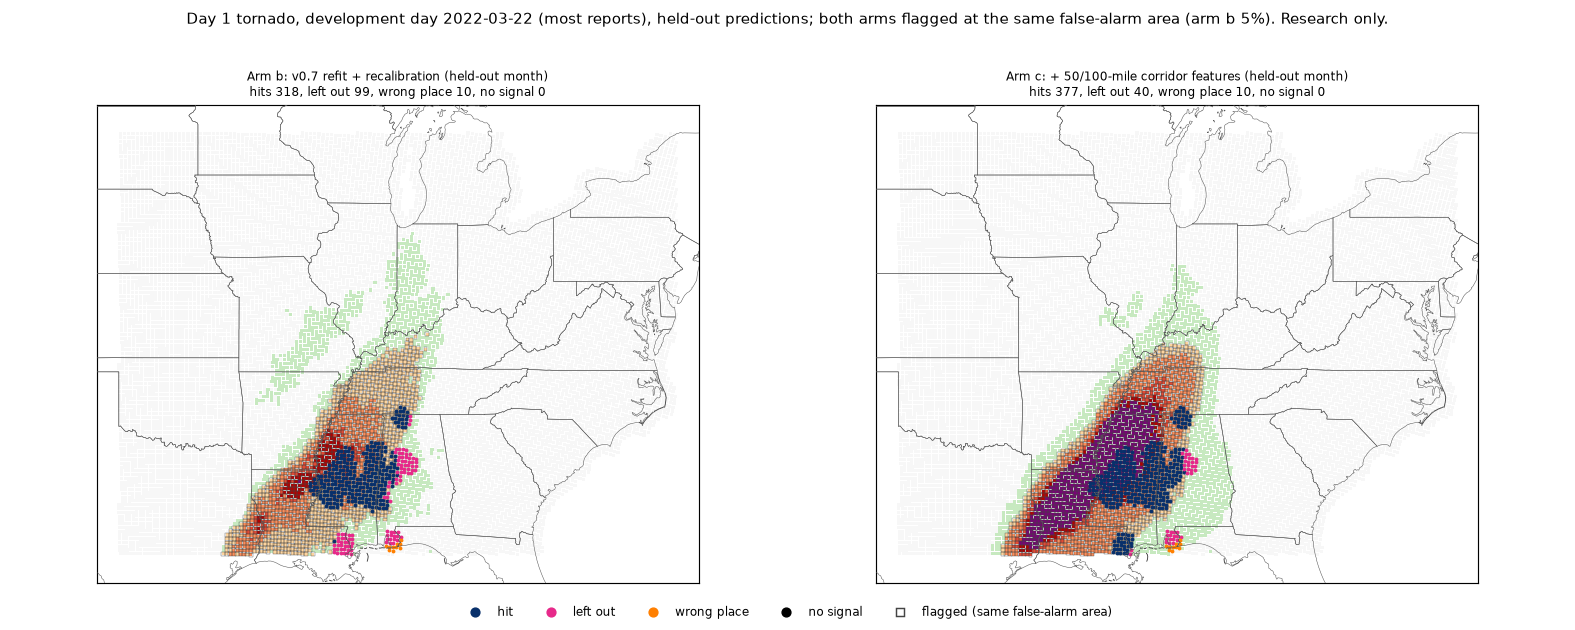 Day 1 tornado, development day 2022-03-22 (most reports), held-out predictions; both arms flagged at the same false-alarm area (arm b 5%). Research only.
Arm b: v0.7 refit + recalibration (held-out month)
hits 318, left out 99, wrong place 10, no signal 0
Arm c: + 50/100-mile corridor features (held-out month)
hits 377, left out 40, wrong place 10, no signal 0
hit left out wrong place no signal flagged (same false-alarm area)